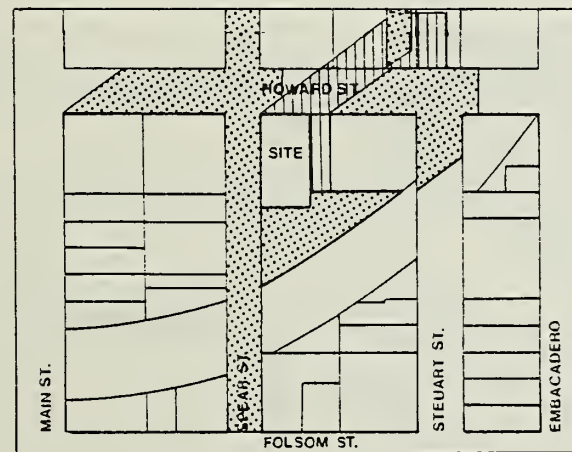 HOWARD ST.
SITE
MAIN ST.
SPEAR ST.
STEUART ST.
EMBACADERO
FOLSOM ST.